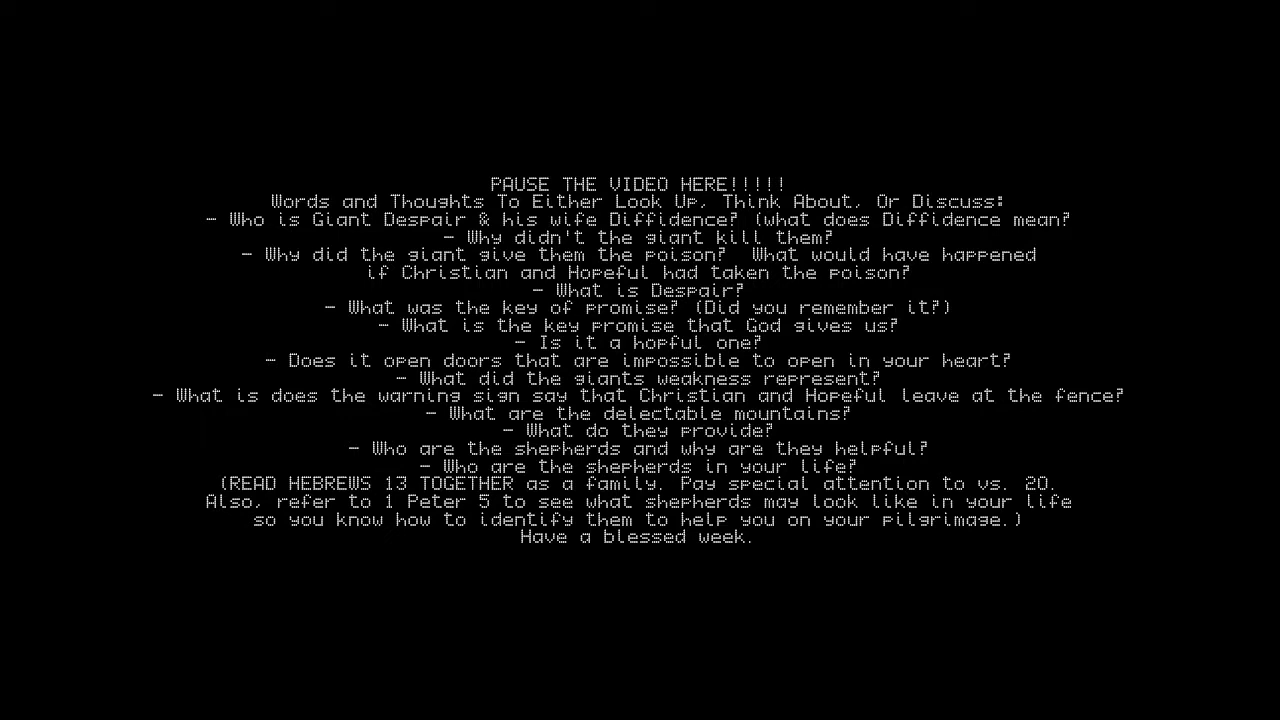 PAUSE THE VIDEO HERE!!!!!
Words and Thoughts To Either Look Up, Think About, Or Discuss:
- Who is Giant Despair & his wife Diffidence? (what does Diffidence mean?
- Why didn't the giant kill them?
- Why did the giant give them the poison?  What would have happened
if Christian and Hopeful had taken the poison?
- What is Despair?
- What was the key of promise? (Did you remember it?)
- What is the key promise that God gives us?
- Is it a hopful one?
- Does it open doors that are impossible to open in your heart?
- What did the giants weakness represent?
- What is does the warning sign say that Christian and Hopeful leave at the fence?
- What are the delectable mountains?
- What do they provide?
- Who are the shepherds and why are they helpful?
- Who are the shepherds in your life?
(READ HEBREWS 13 TOGETHER as a family. Pay special attention to vs. 20.
Also, refer to 1 Peter 5 to see what shepherds may look like in your life
so you know how to identify them to help you on your pilgrimage.)
Have a blessed week.